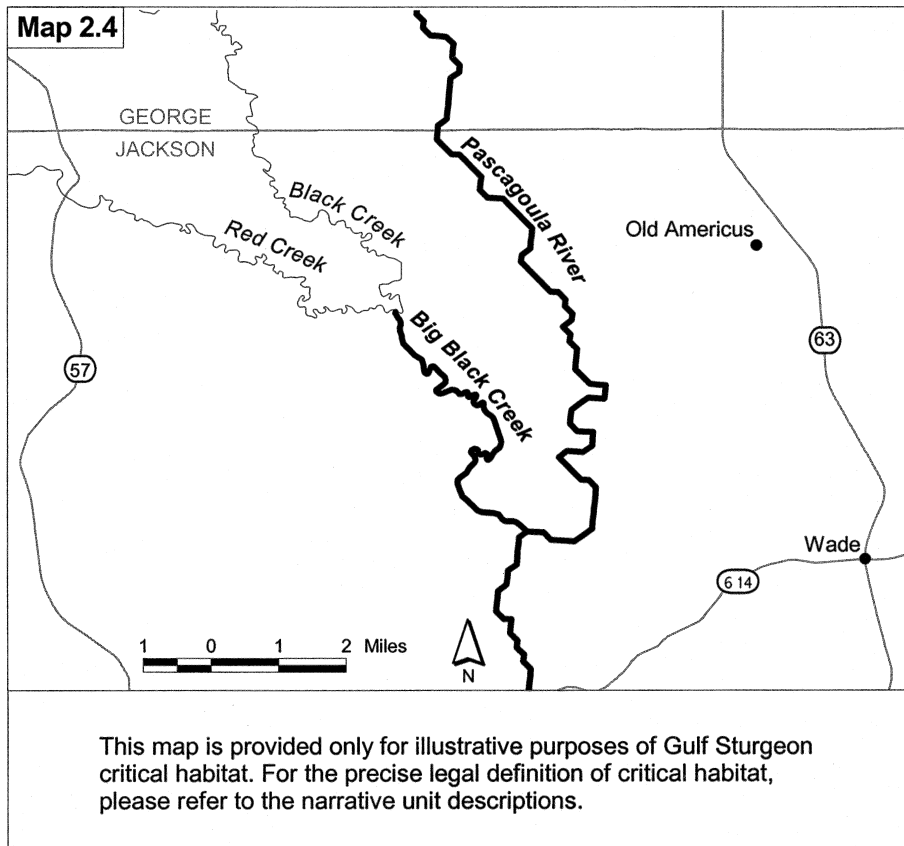 Map 2.4
GEORGE
JACKSON
Pascagoula River
Black Creek
Red Creek
Old Americus
Big Black Creek
63
57
Wade
6 14
1 0 1 2 Miles
N
This map is provided only for illustrative purposes of Gulf Sturgeon
critical habitat. For the precise legal definition of critical habitat,
please refer to the narrative unit descriptions.